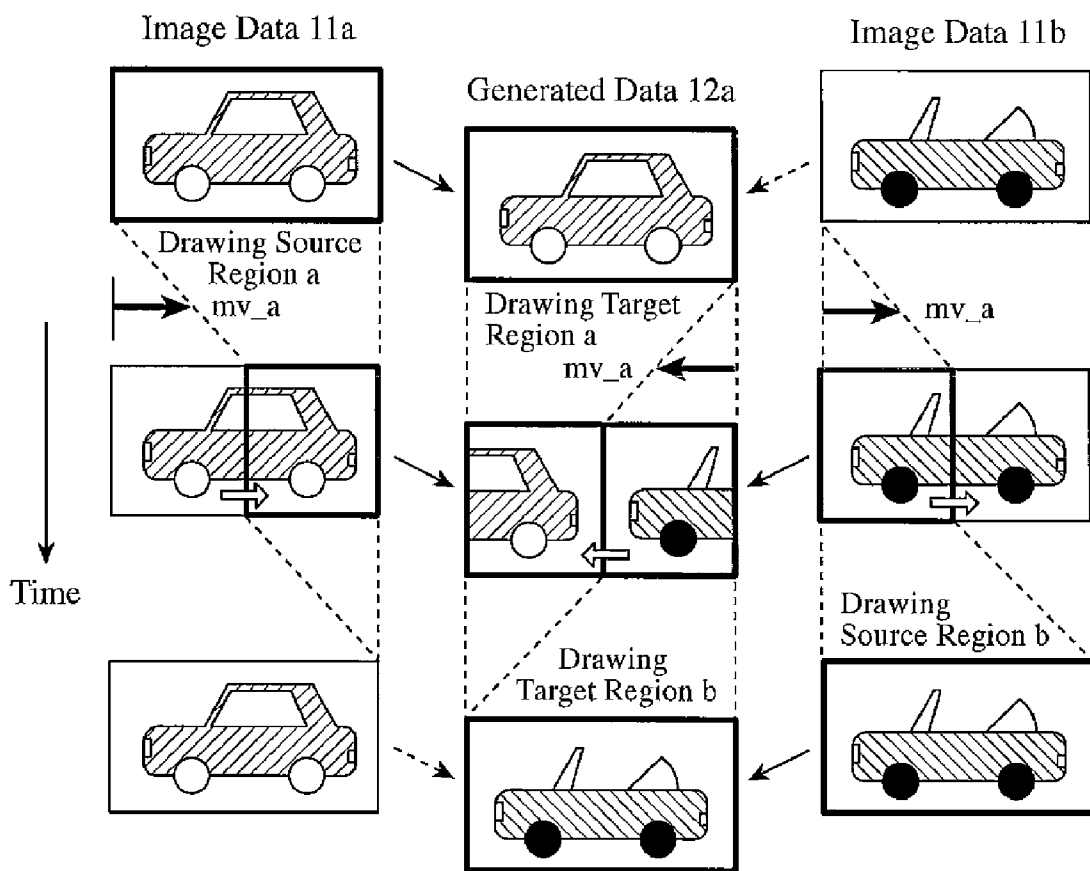 Image Data 11a
Image Data 11b
Generated Data 12a
Drawing Source
Region a
mv_a
Drawing Target
Region a
mv_a
mv_a
Time
Drawing
Source Region b
Drawing
Target Region b